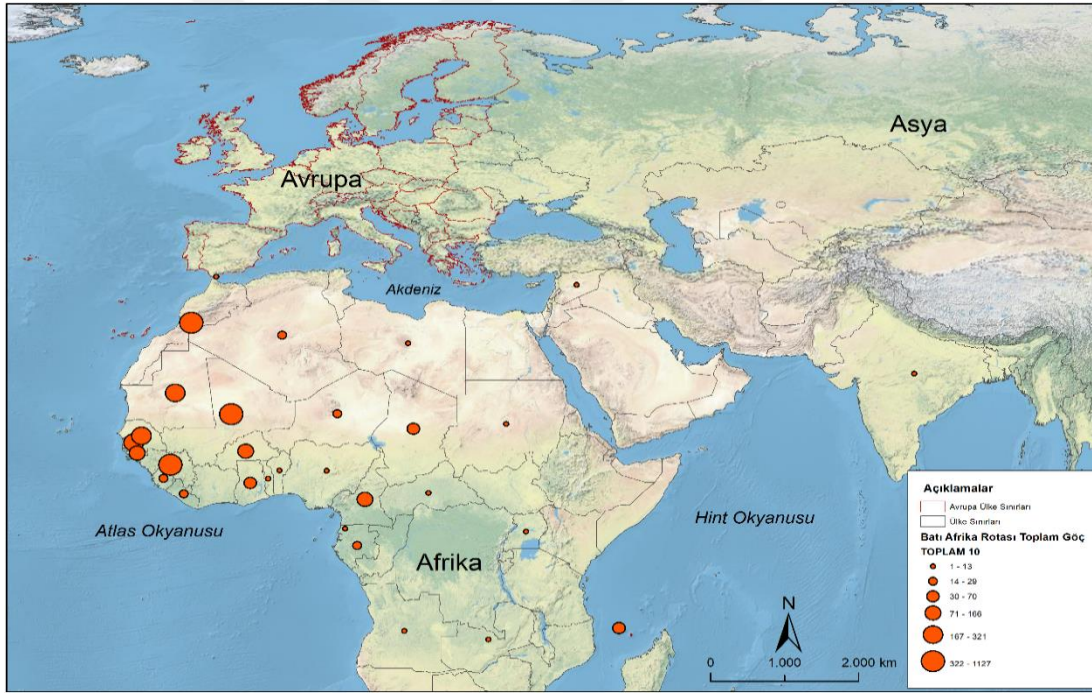 Asya
Avrupa
Akdeniz
Atlas Okyanusu
Afrika
Hint Okyanusu
N
0 1.000 2.000 km
Açıklamalar
Avrupa Ülke Sınırları
Ülke Sınırları
Batı Afrika Rotası Toplam Göç
TOPLAM 10
1 - 13
14 - 29
30 - 70
71 - 166
167 - 321
322 - 1127